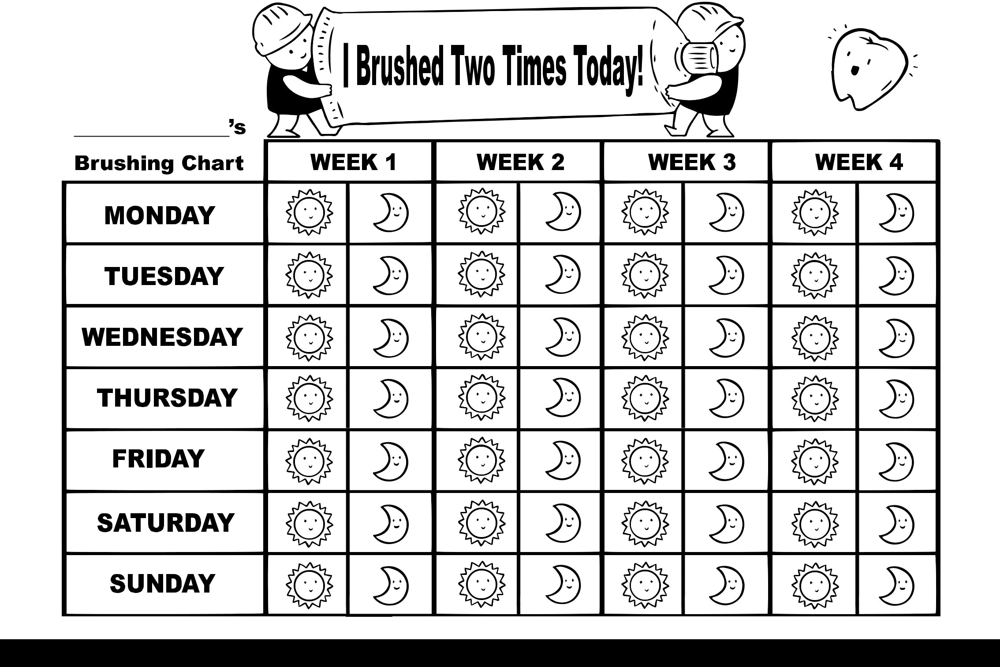 I Brushed Two Times Today!
________________'s
Brushing Chart
WEEK 1 WEEK 2 WEEK 3 WEEK 4
MONDAY
TUESDAY
WEDNESDAY
THURSDAY
FRIDAY
SATURDAY
SUNDAY